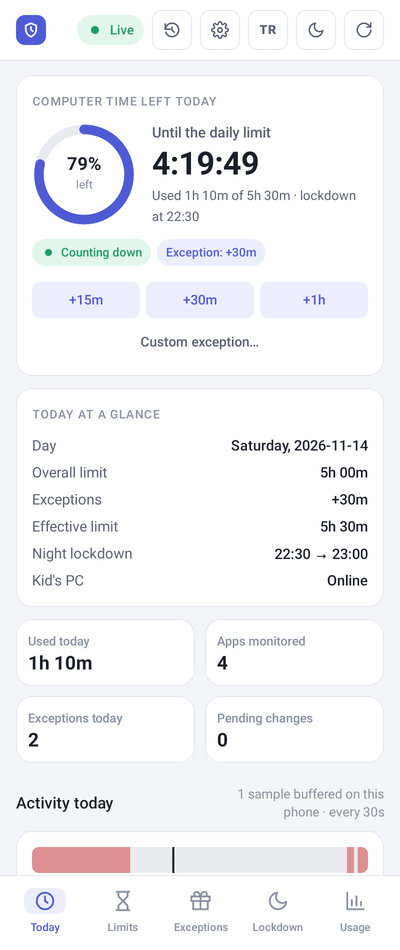 Live
TR
COMPUTER TIME LEFT TODAY
79%
left
Until the daily limit
4:19:49
Used 1h 10m of 5h 30m · lockdown
at 22:30
Counting down
Exception: +30m
+15m
+30m
+1h
Custom exception…
TODAY AT A GLANCE
Day Saturday, 2026-11-14
Overall limit 5h 00m
Exceptions +30m
Effective limit 5h 30m
Night lockdown 22:30 → 23:00
Kid's PC Online
Used today
1h 10m
Apps monitored
4
Exceptions today
2
Pending changes
0
Activity today
1 sample buffered on this
phone · every 30s
Today
Limits
Exceptions
Lockdown
Usage